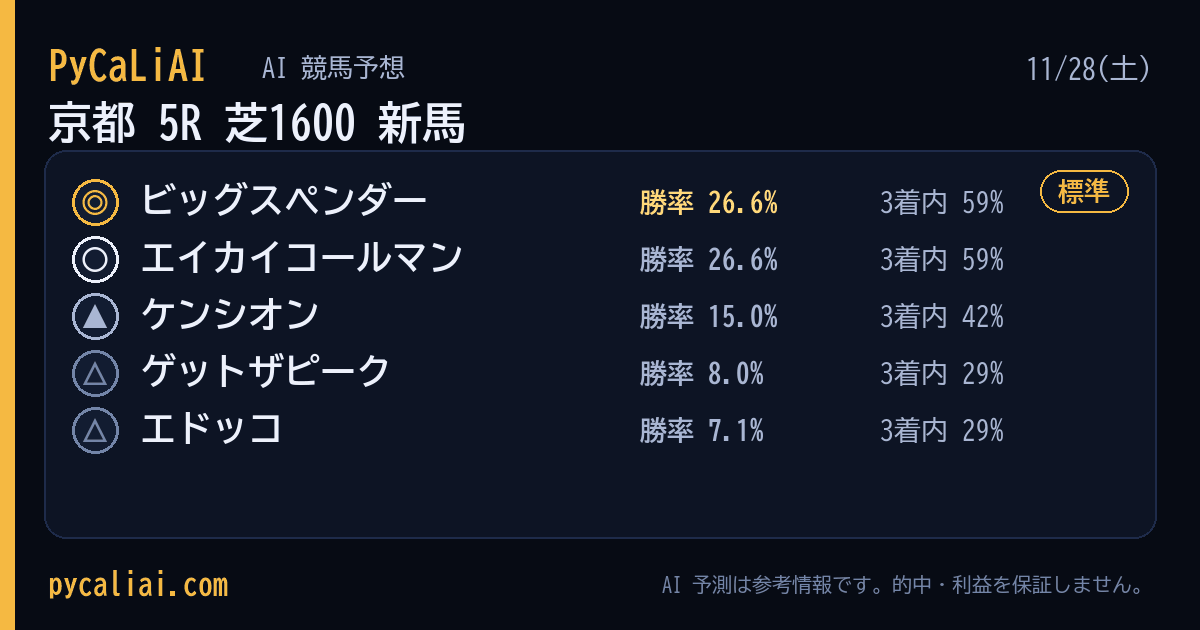 PyCaLiAI AI 競馬予想 11/28(土)
京都 5R 芝1600 新馬
◎ ビッグスペンダー 勝率 26.6% 3着内 59% 標準
○ エイカイコールマン 勝率 26.6% 3着内 59%
▲ ケンシオン 勝率 15.0% 3着内 42%
△ ゲットザピーク 勝率 8.0% 3着内 29%
△ エドッコ 勝率 7.1% 3着内 29%
pycaliai.com AI 予測は参考情報です。的中・利益を保証しません。